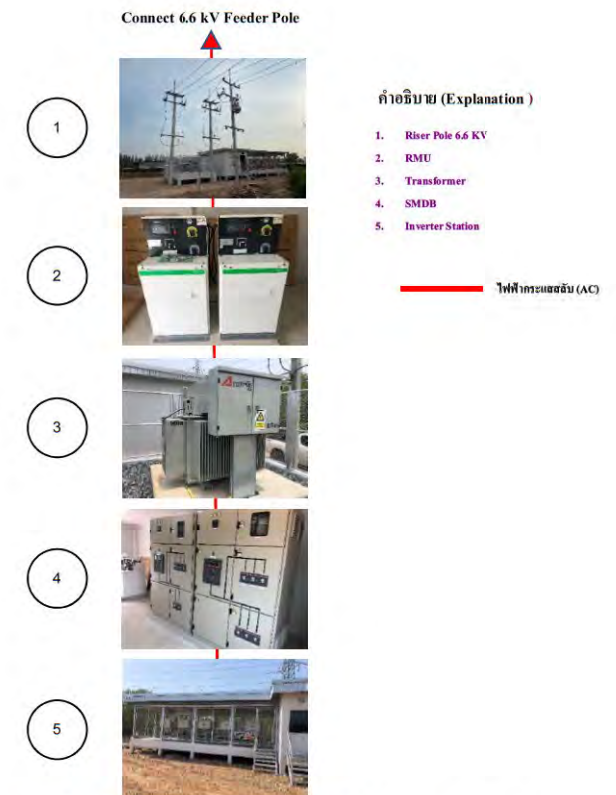 Connect 6.6 kV Feeder Pole
1
2
3
4
5
คำอธิบาย (Explanation )
1. Riser Pole 6.6 KV
2. RMU
3. Transformer
4. SMDB
5. Inverter Station
ไฟฟ้ากระแสสลับ (AC)